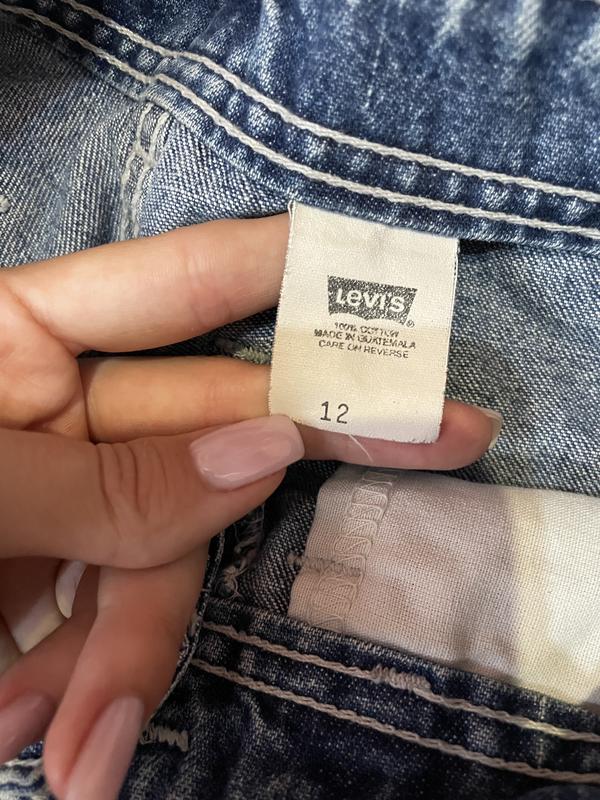 Levi's®
100% COTTON
MADE IN GUATEMALA
CARE ON REVERSE
12